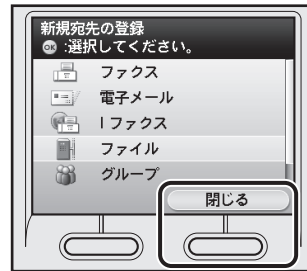 新規宛先の登録
OK :選択してください。
ファクス
電子メール
Iファクス
ファイル
グループ
閉じる